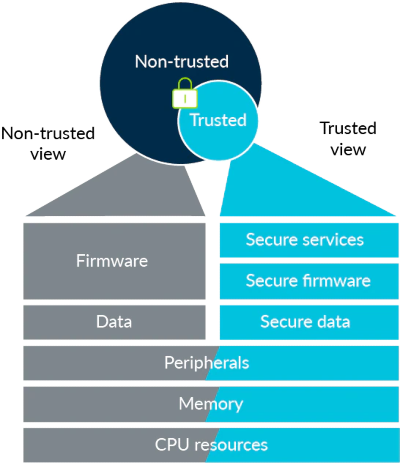 Non-trusted
Trusted
Non-trusted
view
Trusted
view
Firmware
Data
Secure services
Secure firmware
Secure data
Peripherals
Memory
CPU resources